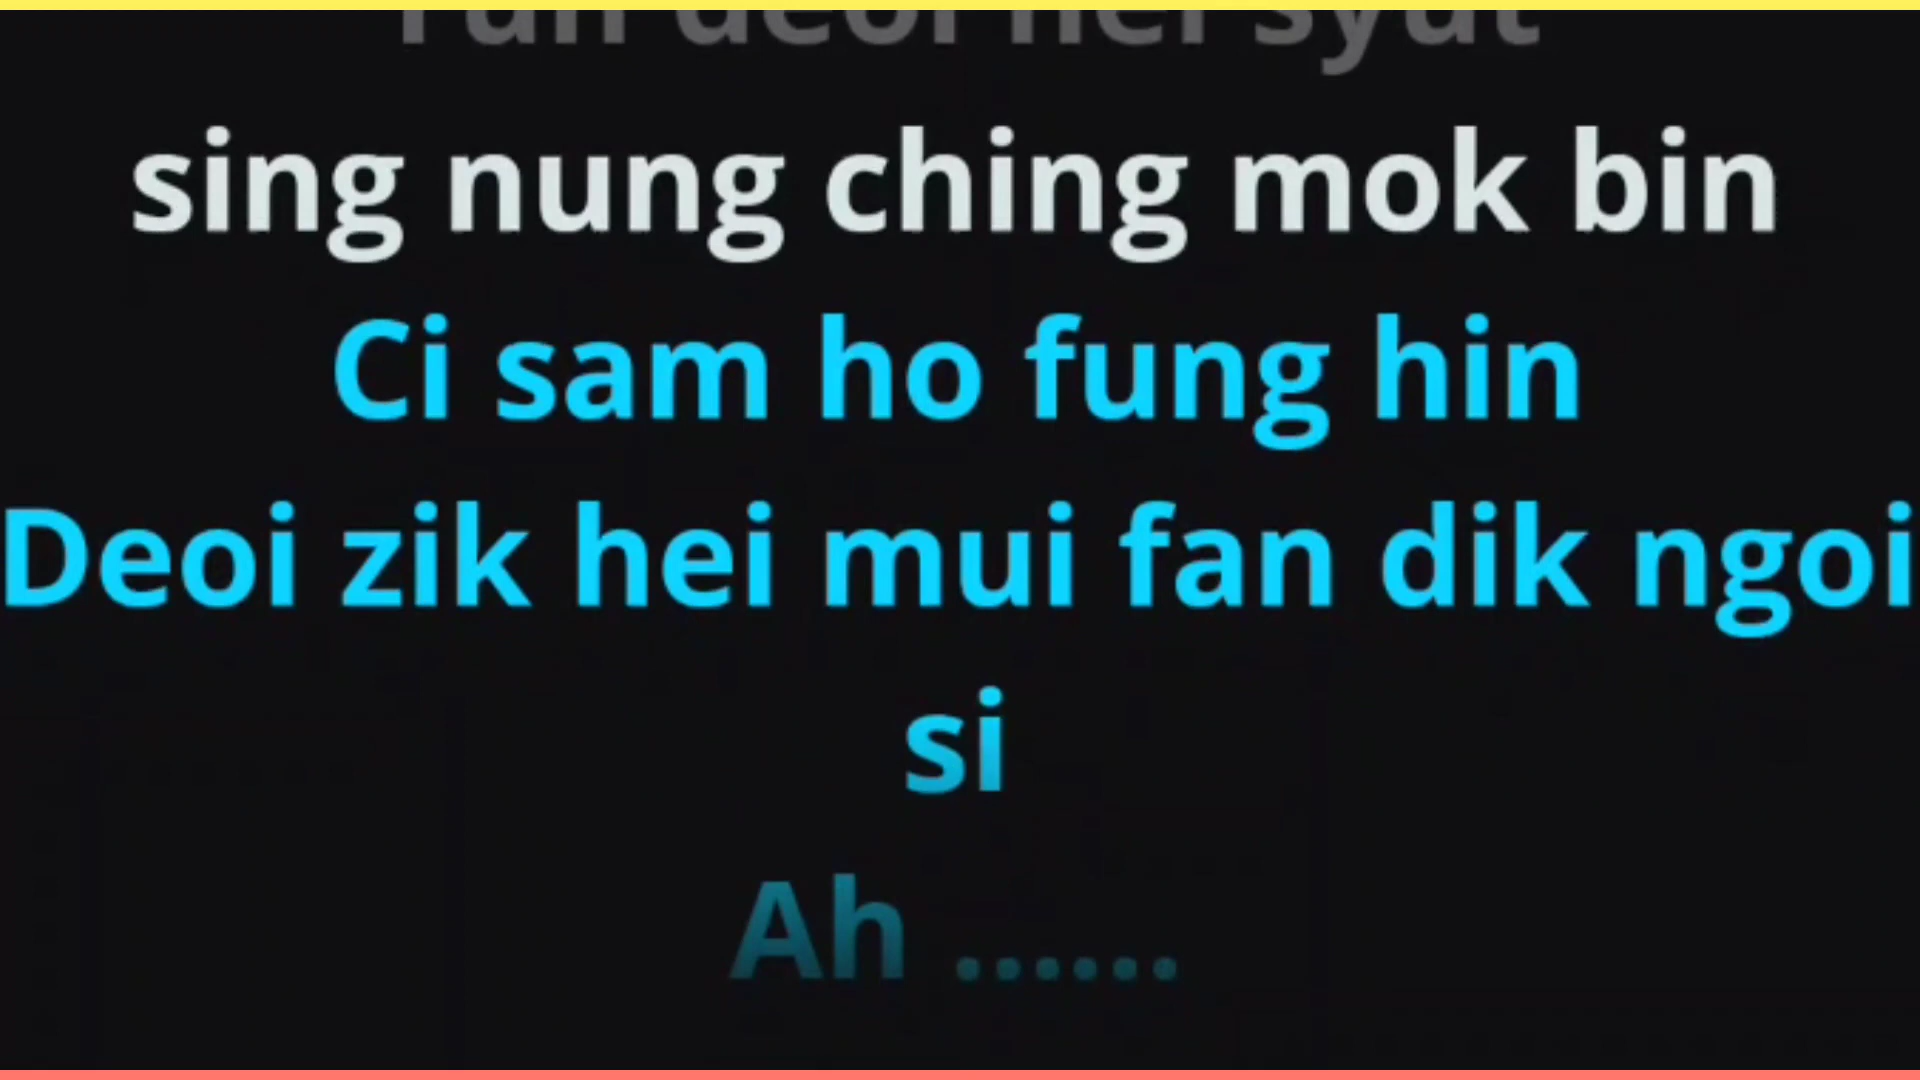 sing nung ching mok bin
Ci sam ho fung hin
Deoi zik hei mui fan dik ngoi
si
Ah ......